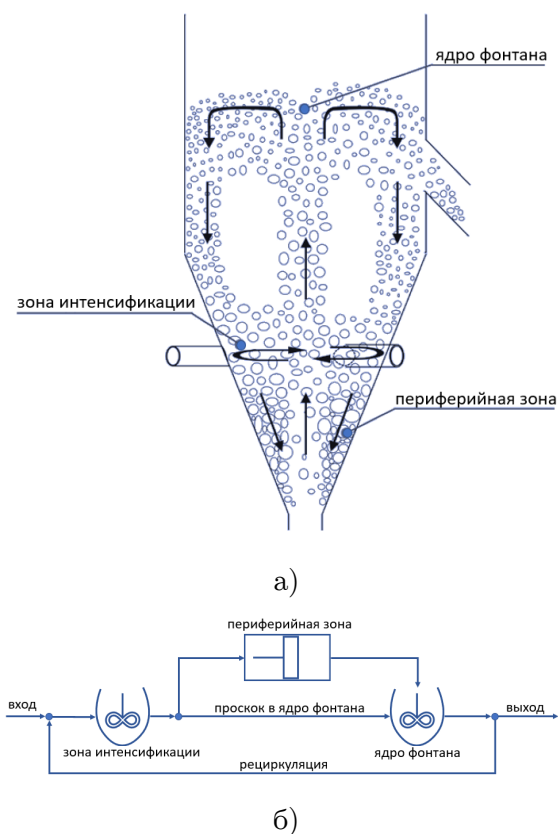 ядро фонтана
зона интенсификации
периферийная зона
а)
периферийная зона
вход
проскок в ядро фонтана
выход
зона интенсификации
ядро фонтана
рециркуляция
б)